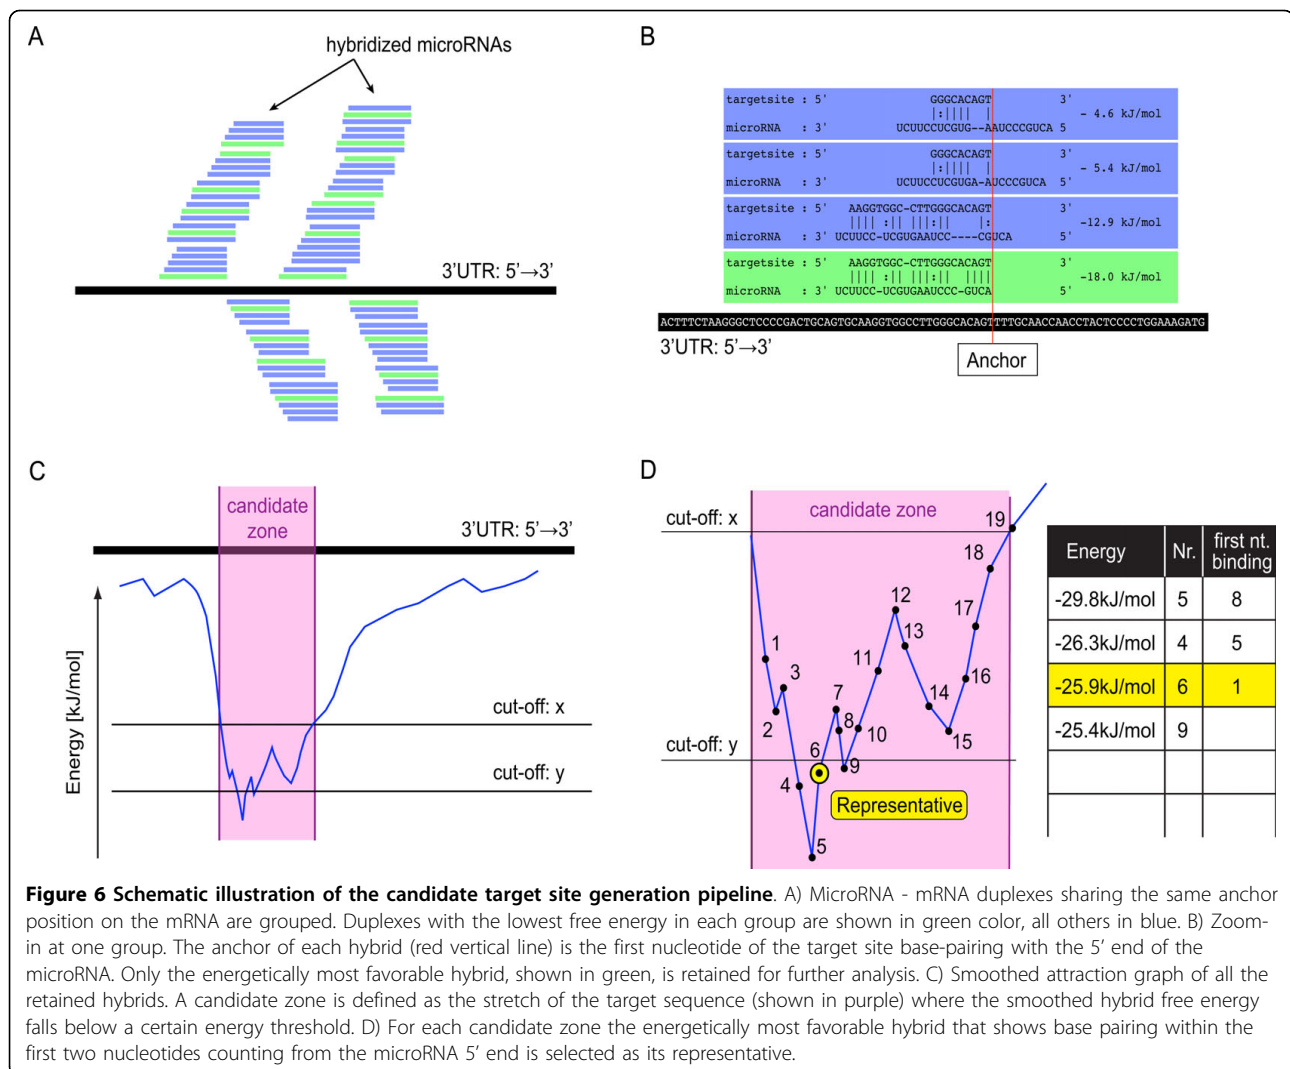 A
hybridized microRNAs
3'UTR: 5'→3'
B
targetsite : 5' GGGCACAGT 3'
|:|||| |
microRNA : 3' UCUUCCUCGUG--AAUCCCGUCA 5
- 4.6 kJ/mol
targetsite : 5' GGGCACAGT 3'
|:|||| |
microRNA : 3' UCUUCCUCGUGA-AUCCCGUCA 5'
- 5.4 kJ/mol
targetsite : 5' AAGGTGGC-CTTGGGCACAGT 3'
|||| :|| |||:|| |:
microRNA : 3' UCUUCC-UCGUGAAUCC----CGUCA 5'
-12.9 kJ/mol
targetsite : 5' AAGGTGGC-CTTGGGCACAGT 3'
|||| :|| |||:|| ||||
microRNA : 3' UCUUCC-UCGUGAAUCCC-GUCA 5'
-18.0 kJ/mol
ACTTTCTAAGGGCTCCCCGACTGCAGTGCAAGGTGGCCTTGGGCACAGTTTTGCAACCAACCTACTCCCCTGGAAAGATG
3'UTR: 5'→3'
Anchor
C
candidate
zone
3'UTR: 5'→3'
Energy [kJ/mol]
cut-off: x
cut-off: y
D
candidate zone
cut-off: x
cut-off: y
1
2
3
4
5
6
7
8
9
10
11
12
13
14
15
16
17
18
19
Representative
Energy Nr. first nt. binding
-29.8kJ/mol 5 8
-26.3kJ/mol 4 5
-25.9kJ/mol 6 1
-25.4kJ/mol 9
Figure 6 Schematic illustration of the candidate target site generation pipeline. A) MicroRNA - mRNA duplexes sharing the same anchor
position on the mRNA are grouped. Duplexes with the lowest free energy in each group are shown in green color, all others in blue. B) Zoom-
in at one group. The anchor of each hybrid (red vertical line) is the first nucleotide of the target site base-pairing with the 5' end of the
microRNA. Only the energetically most favorable hybrid, shown in green, is retained for further analysis. C) Smoothed attraction graph of all the
retained hybrids. A candidate zone is defined as the stretch of the target sequence (shown in purple) where the smoothed hybrid free energy
falls below a certain energy threshold. D) For each candidate zone the energetically most favorable hybrid that shows base pairing within the
first two nucleotides counting from the microRNA 5' end is selected as its representative.